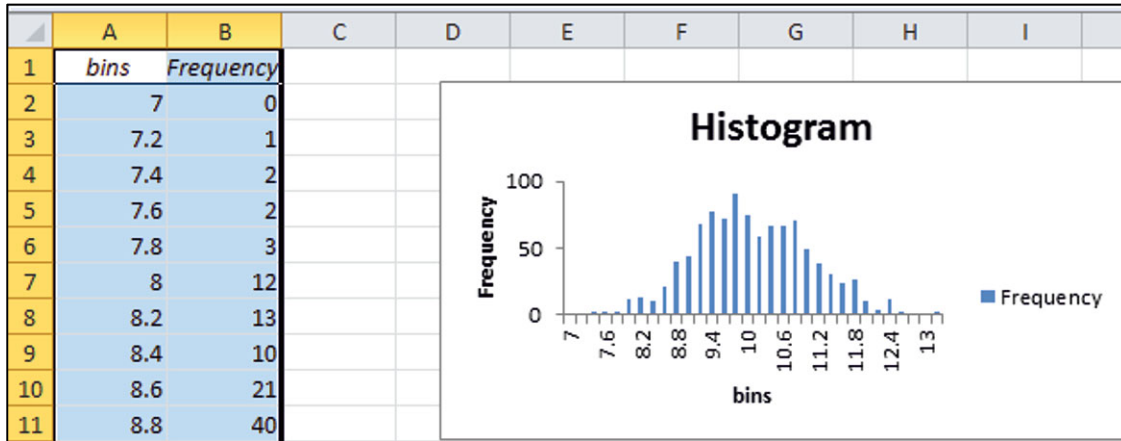 A B C D E F G H I
1 bins Frequency
2 7 0
3 7.2 1
4 7.4 2
5 7.6 2
6 7.8 3
7 8 12
8 8.2 13
9 8.4 10
10 8.6 21
11 8.8 40
Histogram
100
50
0
Frequency
7 7.6 8.2 8.8 9.4 10 10.6 11.2 11.8 12.4 13
bins
Frequency